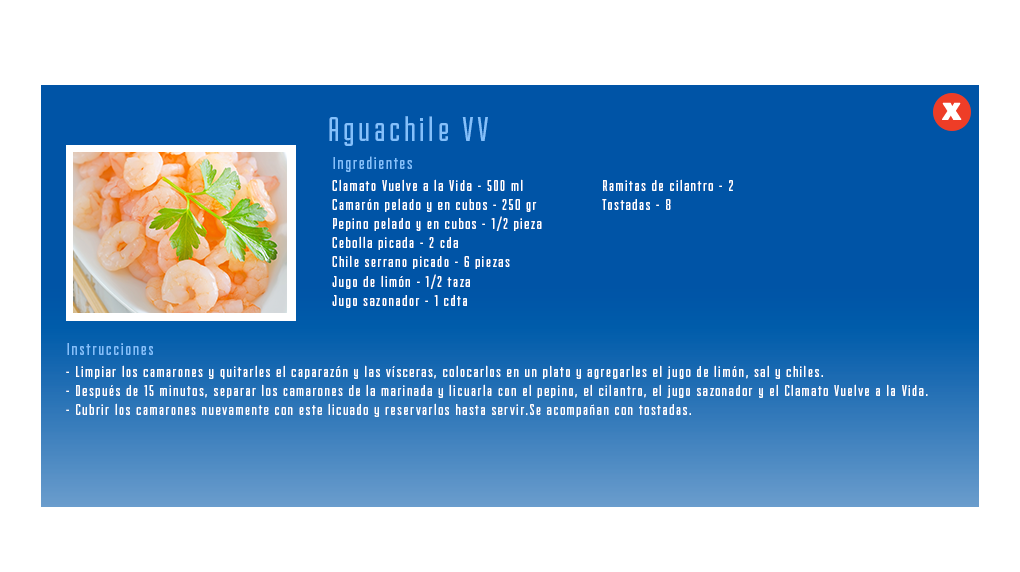 X
Aguachile VV
Ingredientes
Clamato Vuelve a la Vida - 500 ml
Camarón pelado y en cubos - 250 gr
Pepino pelado y en cubos - 1/2 pieza
Cebolla picada - 2 cda
Chile serrano picado - 6 piezas
Jugo de limón - 1/2 taza
Jugo sazonador - 1 cdta
Ramitas de cilantro - 2
Tostadas - 8
Instrucciones
- Limpiar los camarones y quitarles el caparazón y las vísceras, colocarlos en un plato y agregarles el jugo de limón, sal y chiles.
- Después de 15 minutos, separar los camarones de la marinada y licuarla con el pepino, el cilantro, el jugo sazonador y el Clamato Vuelve a la Vida.
- Cubrir los camarones nuevamente con este licuado y reservarlos hasta servir.Se acompañan con tostadas.